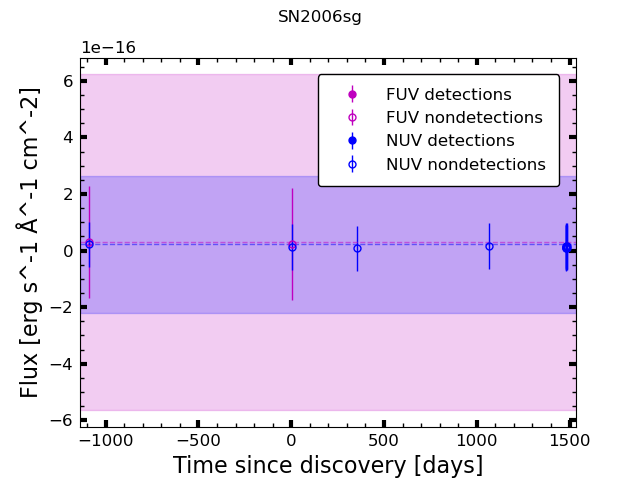 SN2006sg
1e−16
6
4
2
0
−2
−4
−6
Flux [erg s^-1 Å^-1 cm^-2]
FUV detections
FUV nondetections
NUV detections
NUV nondetections
−1000 −500 0 500 1000 1500
Time since discovery [days]